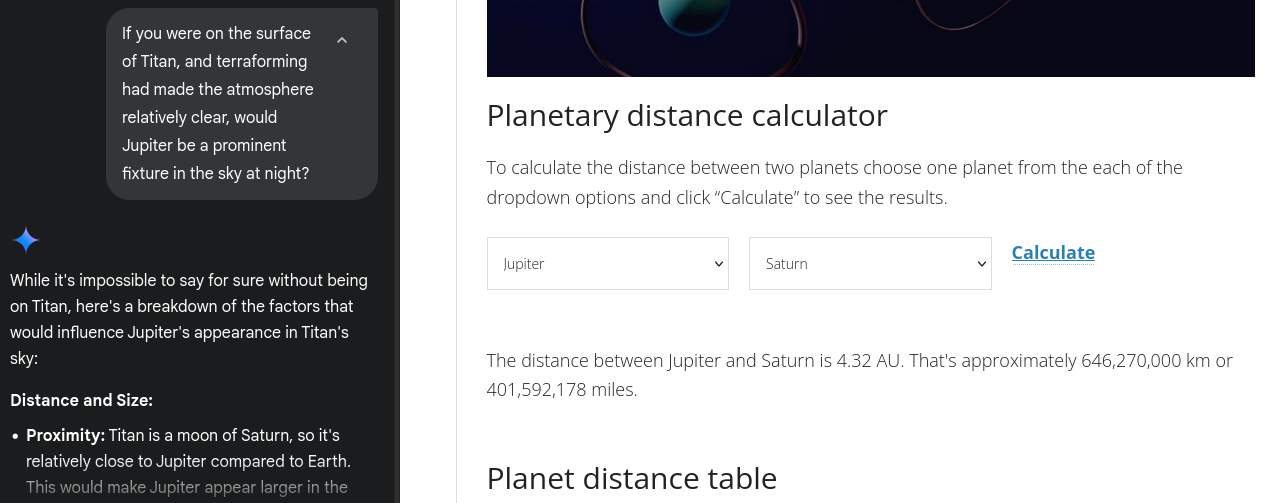 If you were on the surface
of Titan, and terraforming
had made the atmosphere
relatively clear, would
Jupiter be a prominent
fixture in the sky at night?
While it's impossible to say for sure without being
on Titan, here's a breakdown of the factors that
would influence Jupiter's appearance in Titan's
sky:
Distance and Size:
• Proximity: Titan is a moon of Saturn, so it's
relatively close to Jupiter compared to Earth.
This would make Jupiter appear larger in the
Planetary distance calculator
To calculate the distance between two planets choose one planet from the each of the
dropdown options and click “Calculate” to see the results.
Jupiter
Saturn
Calculate
The distance between Jupiter and Saturn is 4.32 AU. That's approximately 646,270,000 km or
401,592,178 miles.
Planet distance table